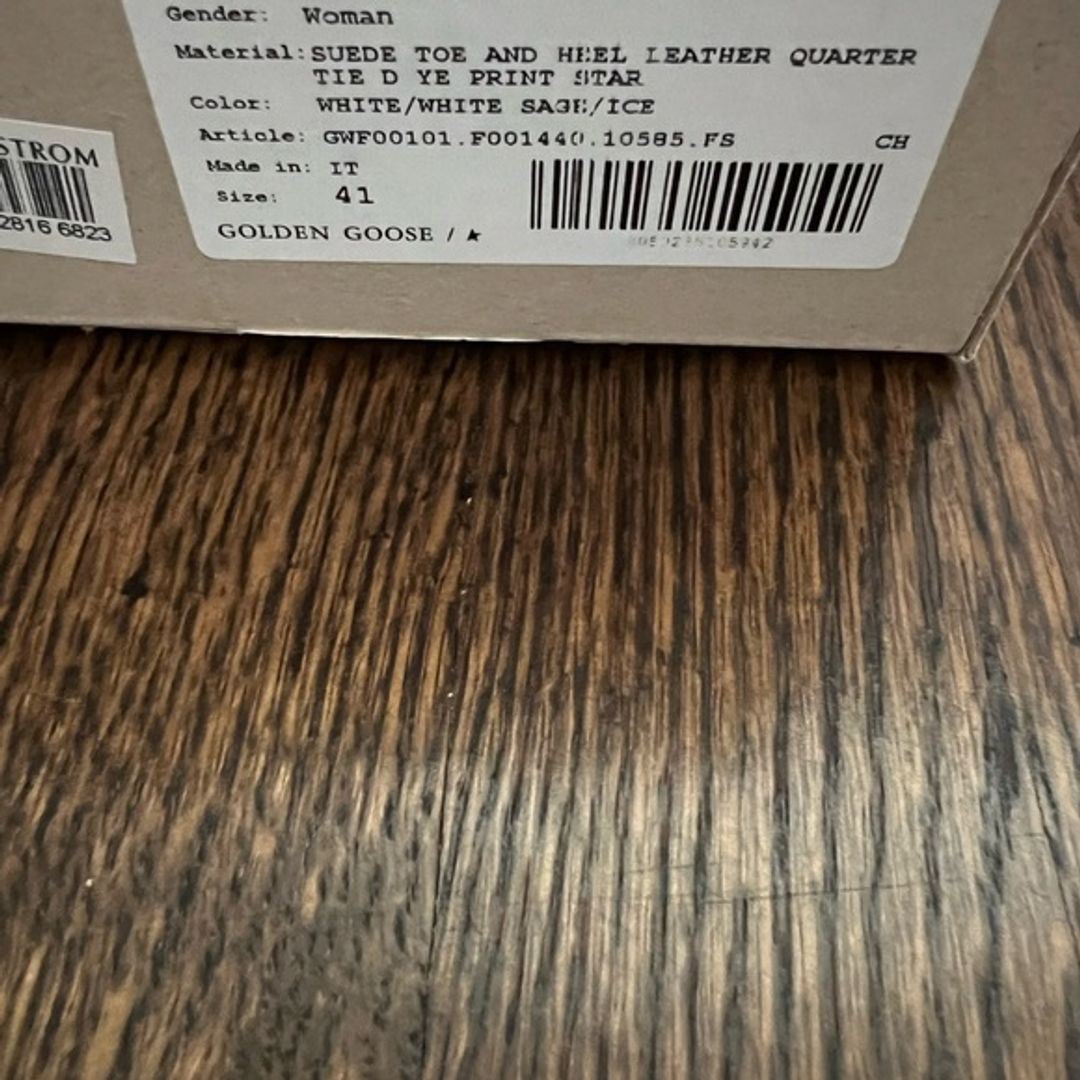 Gender: Woman
Material: SUEDE TOE AND HEEL LEATHER QUARTER
TIE D YE PRINT STAR
Color: WHITE/WHITE SAGE/ICE
Article: GWF00101.F001440.10585.FS CH
Made in: IT
Size: 41
GOLDEN GOOSE / ★
STROM
2816 6823